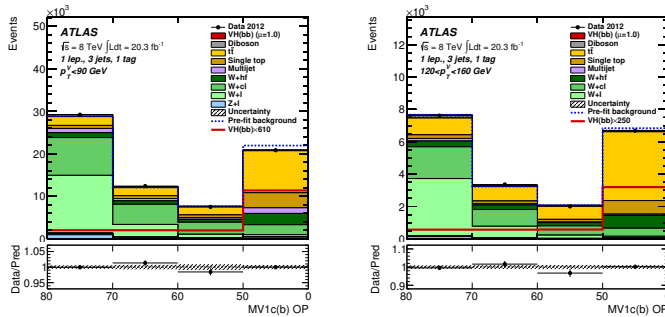 Events
×10³
50
40
30
20
10
0
ATLAS
√s = 8 TeV ∫Ldt = 20.3 fb⁻¹
1 lep., 3 jets, 1 tag
p_T^V<90 GeV
Data 2012
VH(bb) (μ=1.0)
Diboson
tt̄
Single top
Multijet
W+hf
W+cl
W+l
Z+l
Uncertainty
Pre-fit background
VH(bb)×610
Data/Pred
1.05
1
0.95
80 70 60 50 0
MV1c(b) OP
Events
×10³
12
10
8
6
4
2
0
ATLAS
√s = 8 TeV ∫Ldt = 20.3 fb⁻¹
1 lep., 3 jets, 1 tag
120<p_T^V<160 GeV
Data 2012
VH(bb) (μ=1.0)
Diboson
tt̄
Single top
Multijet
W+hf
W+cl
W+l
Uncertainty
Pre-fit background
VH(bb)×250
Data/Pred
1.1
1
0.9
80 70 60 50
MV1c(b) OP